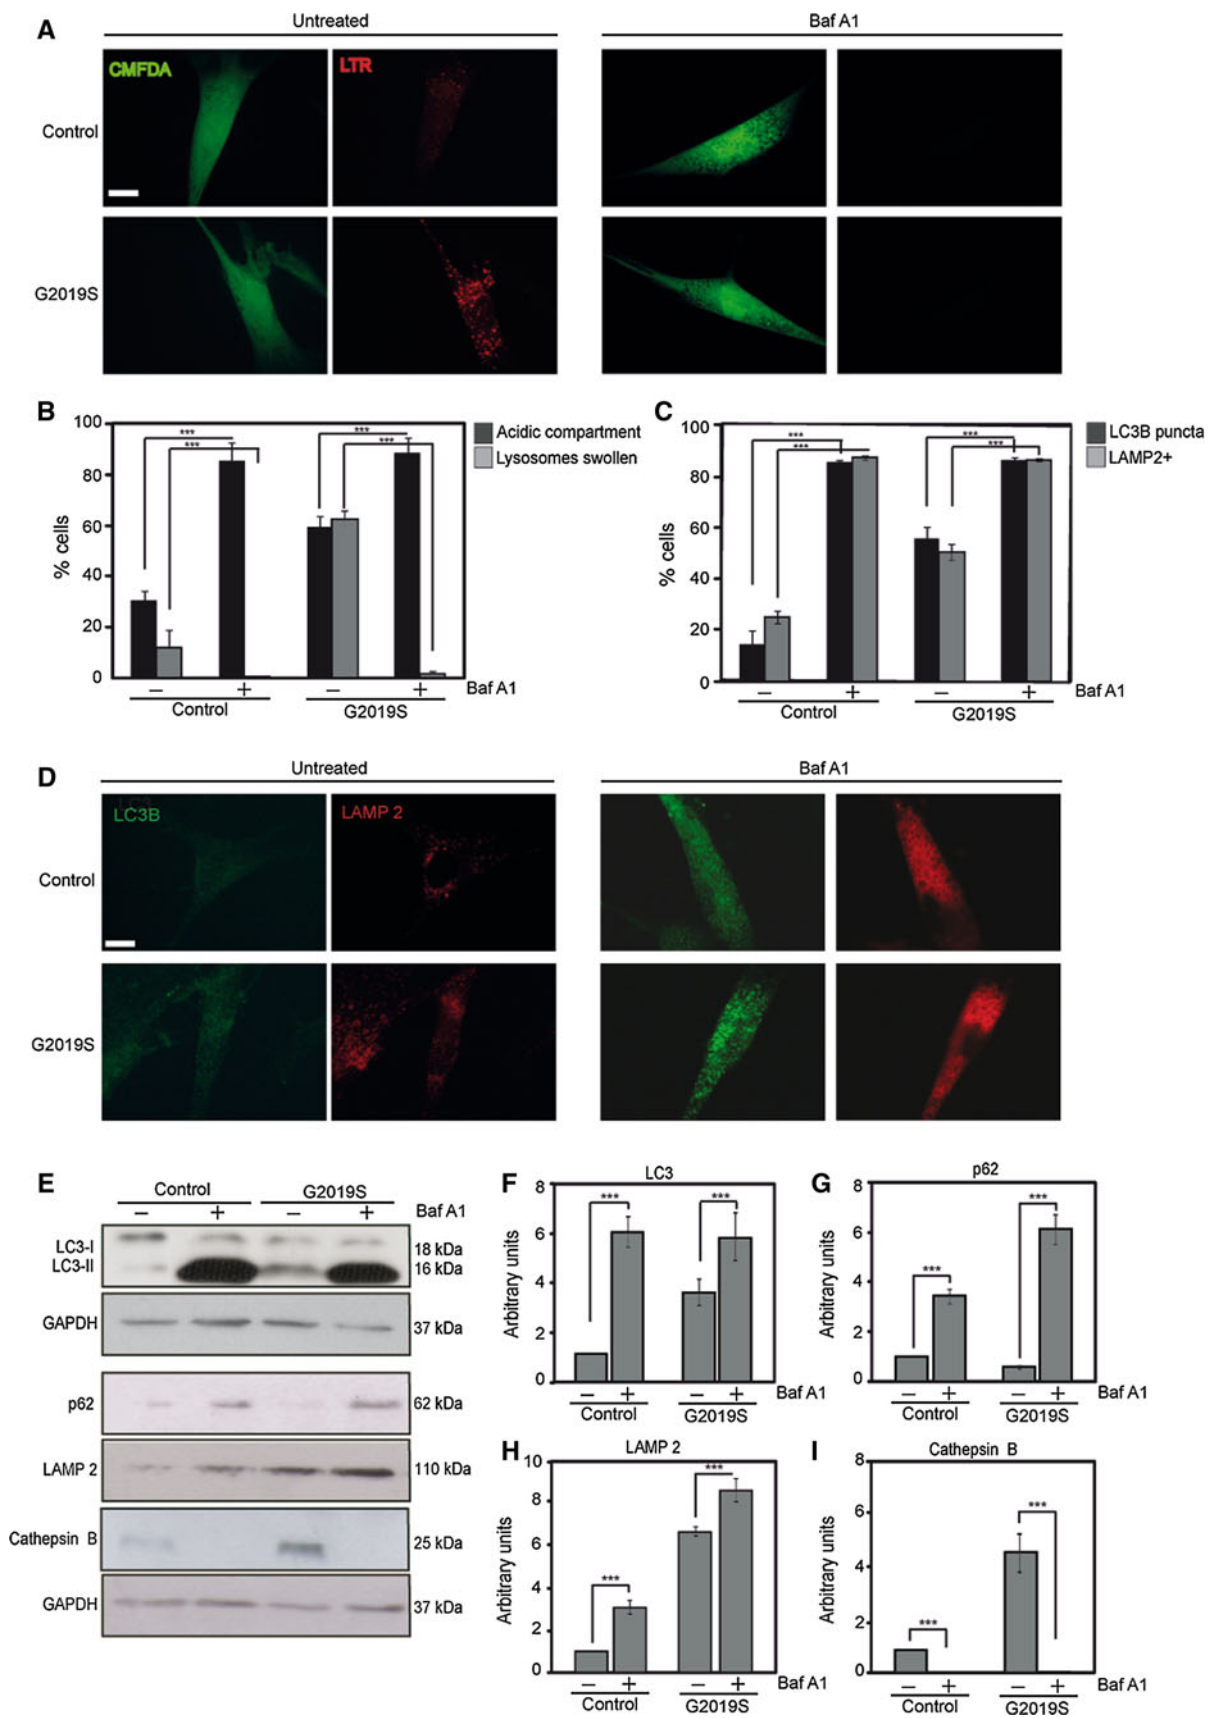 A
Untreated
Baf A1
CMFDA
LTR
Control
G2019S
B
100
80
60
40
20
0
% cells
***
***
***
***
Acidic compartment
Lysosomes swollen
–
+
–
+
Baf A1
Control
G2019S
C
100
80
60
40
20
0
% cells
***
***
***
***
LC3B puncta
LAMP2+
–
+
–
+
Baf A1
Control
G2019S
D
Untreated
Baf A1
LC3
LC3B
LAMP 2
Control
G2019S
E
Control
G2019S
–
+
–
+
Baf A1
LC3-I
18 kDa
LC3-II
16 kDa
GAPDH
37 kDa
p62
62 kDa
LAMP 2
110 kDa
Cathepsin B
25 kDa
GAPDH
37 kDa
F
LC3
8
6
4
2
0
Arbitrary units
***
***
–
+
–
+
Baf A1
Control
G2019S
G
p62
8
6
4
2
0
Arbitrary units
***
***
–
+
–
+
Baf A1
Control
G2019S
H
LAMP 2
10
8
6
4
2
0
Arbitrary units
***
***
–
+
–
+
Baf A1
Control
G2019S
I
Cathepsin B
8
6
4
2
0
Arbitrary units
***
***
–
+
–
+
Baf A1
Control
G2019S